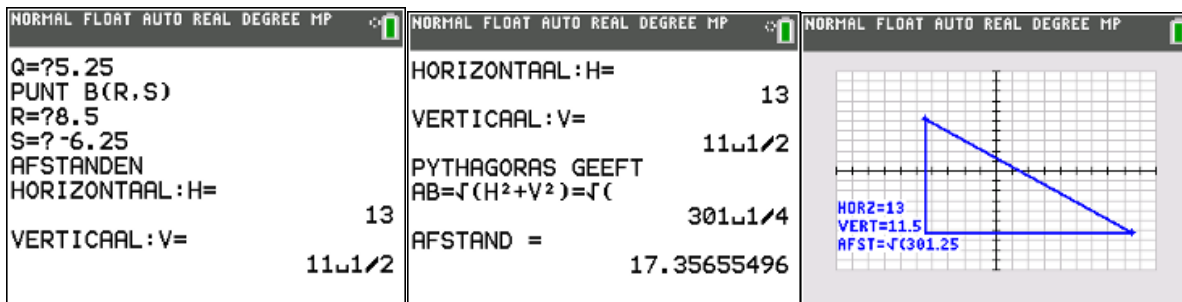 NORMAL FLOAT AUTO REAL DEGREE MP
Q=?5.25
PUNT B(R,S)
R=?8.5
S=?-6.25
AFSTANDEN
HORIZONTAAL:H=
13
VERTICAAL:V=
11⊔1/2
NORMAL FLOAT AUTO REAL DEGREE MP
HORIZONTAAL:H=
13
VERTICAAL:V=
11⊔1/2
PYTHAGORAS GEEFT
AB=√(H²+V²)=√(
301⊔1/4
AFSTAND =
17.35655496
NORMAL FLOAT AUTO REAL DEGREE MP
HORZ=13
VERT=11.5
AFST=√(301.25